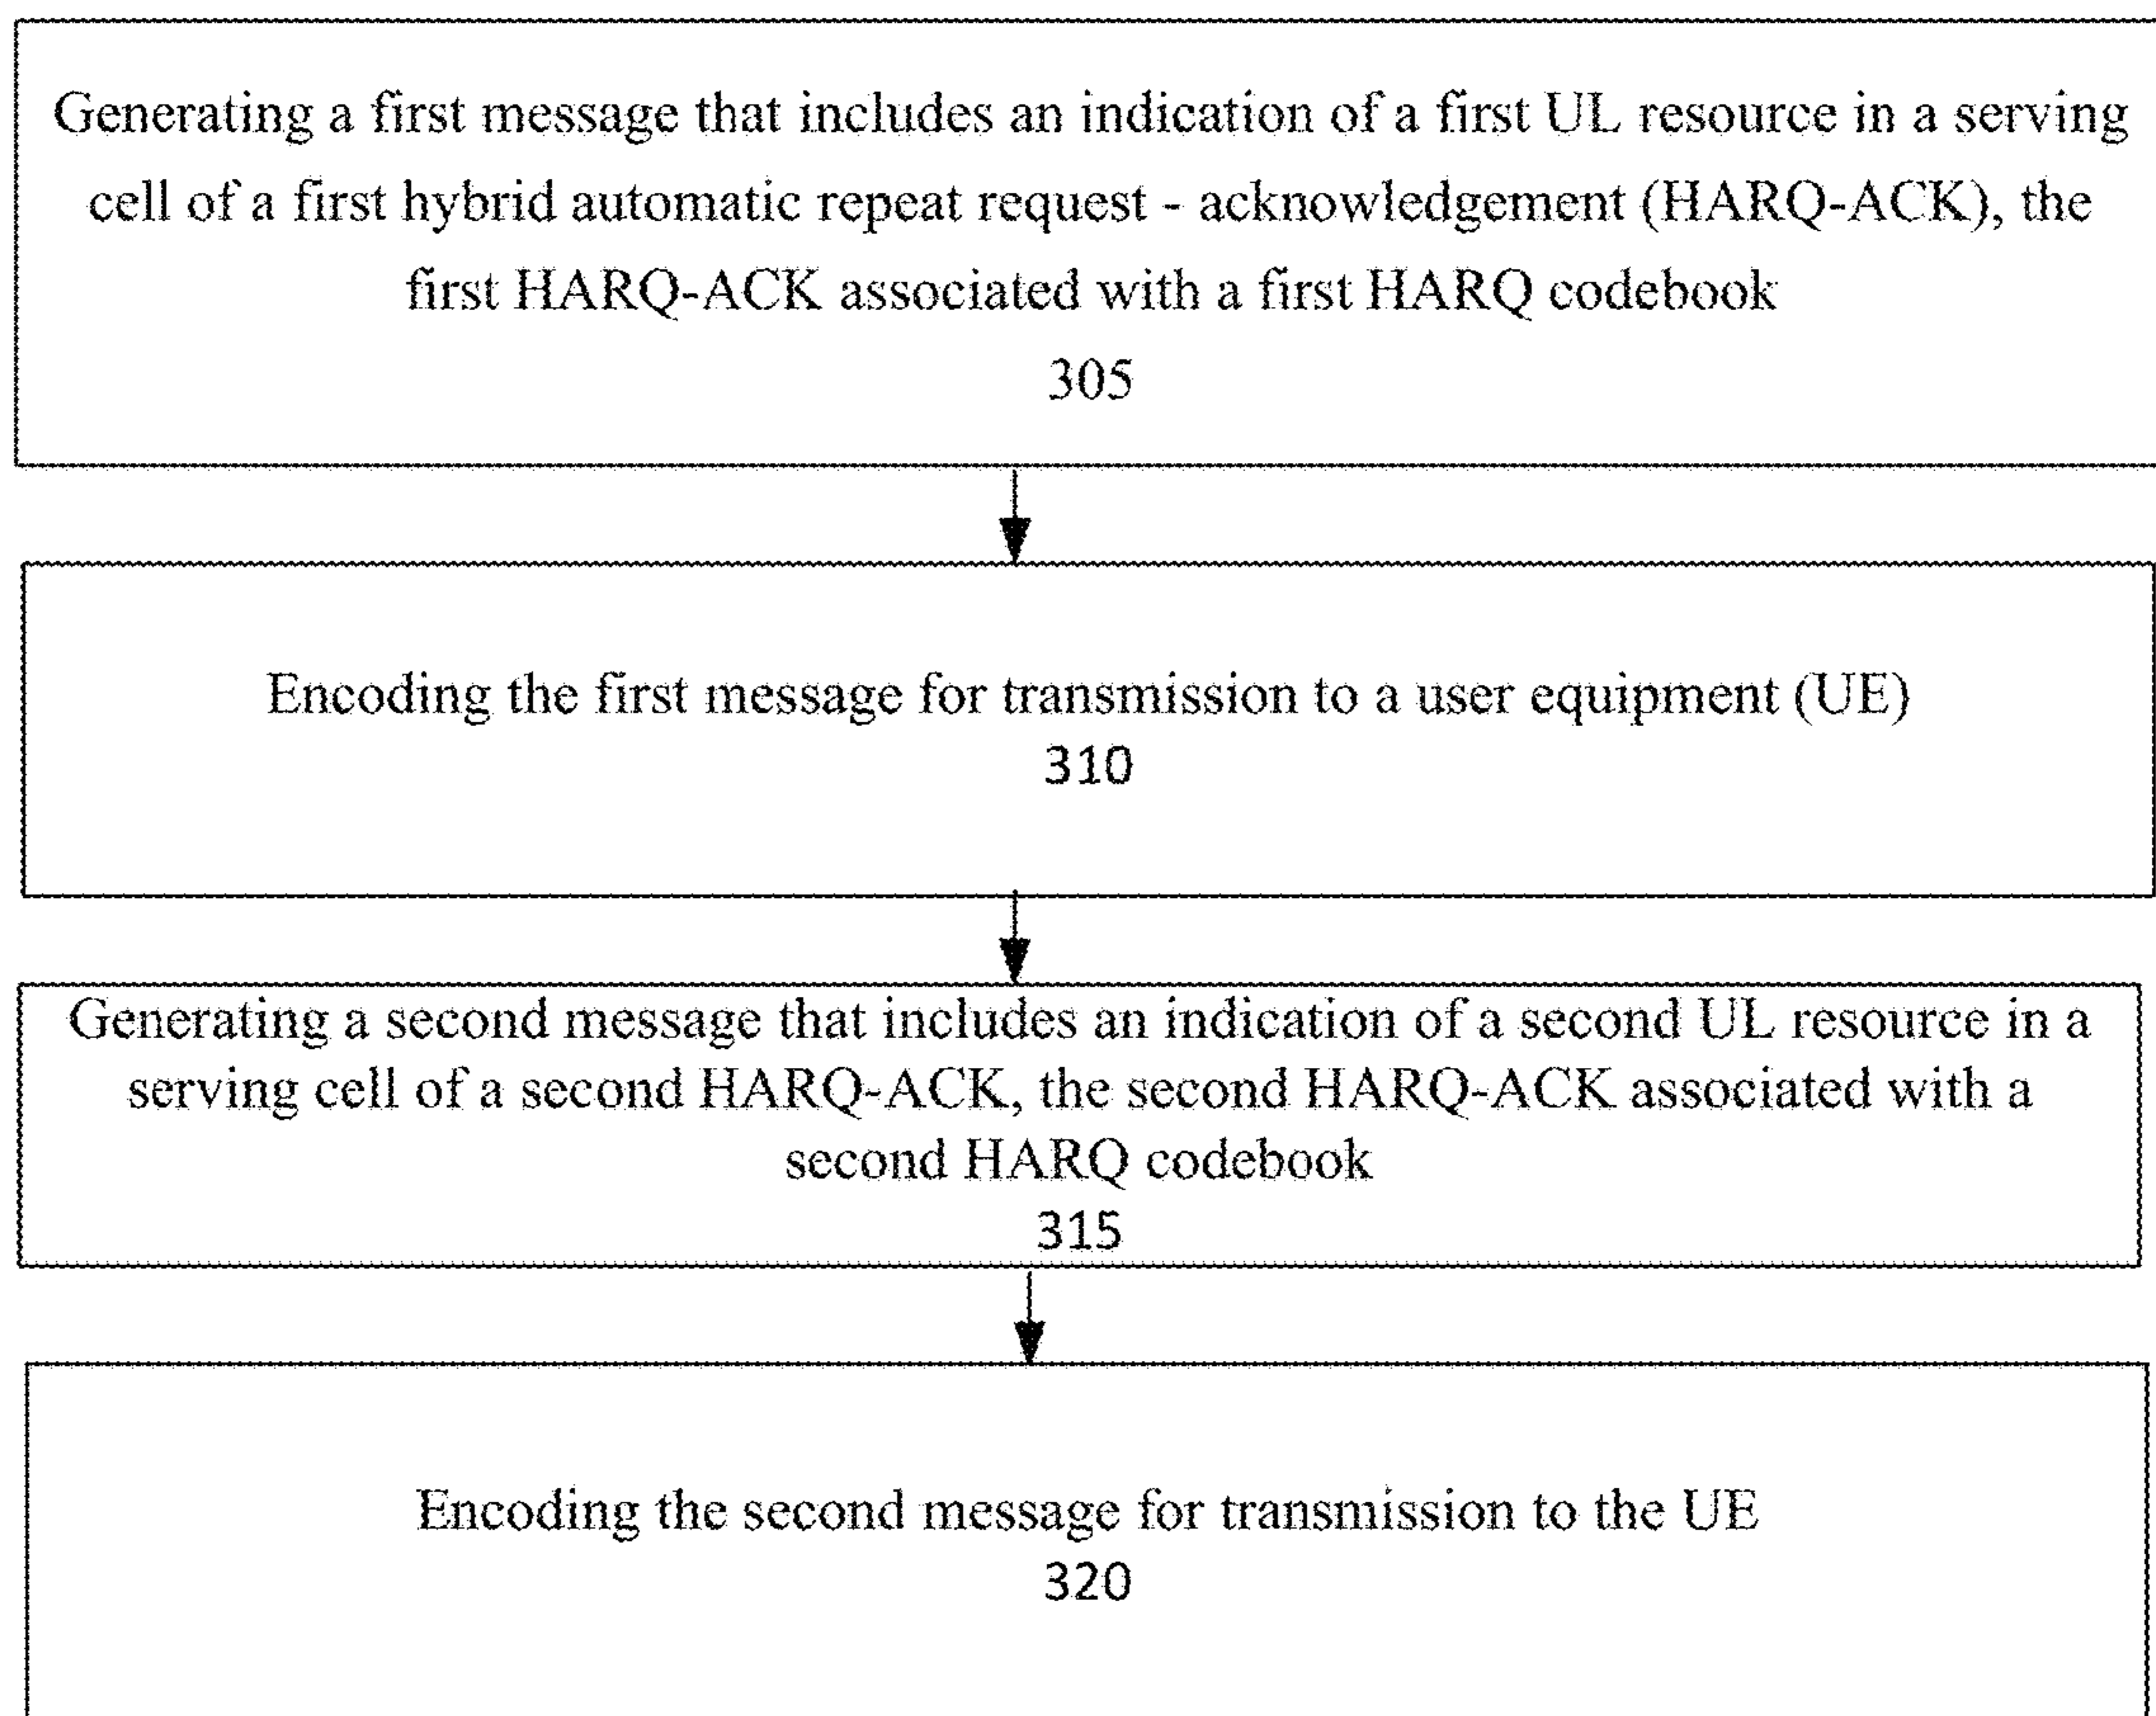 Generating a first message that includes an indication of a first UL resource in a serving
cell of a first hybrid automatic repeat request - acknowledgement (HARQ-ACK), the
first HARQ-ACK associated with a first HARQ codebook
305
Encoding the first message for transmission to a user equipment (UE)
310
Generating a second message that includes an indication of a second UL resource in a
serving cell of a second HARQ-ACK, the second HARQ-ACK associated with a
second HARQ codebook
315
Encoding the second message for transmission to the UE
320